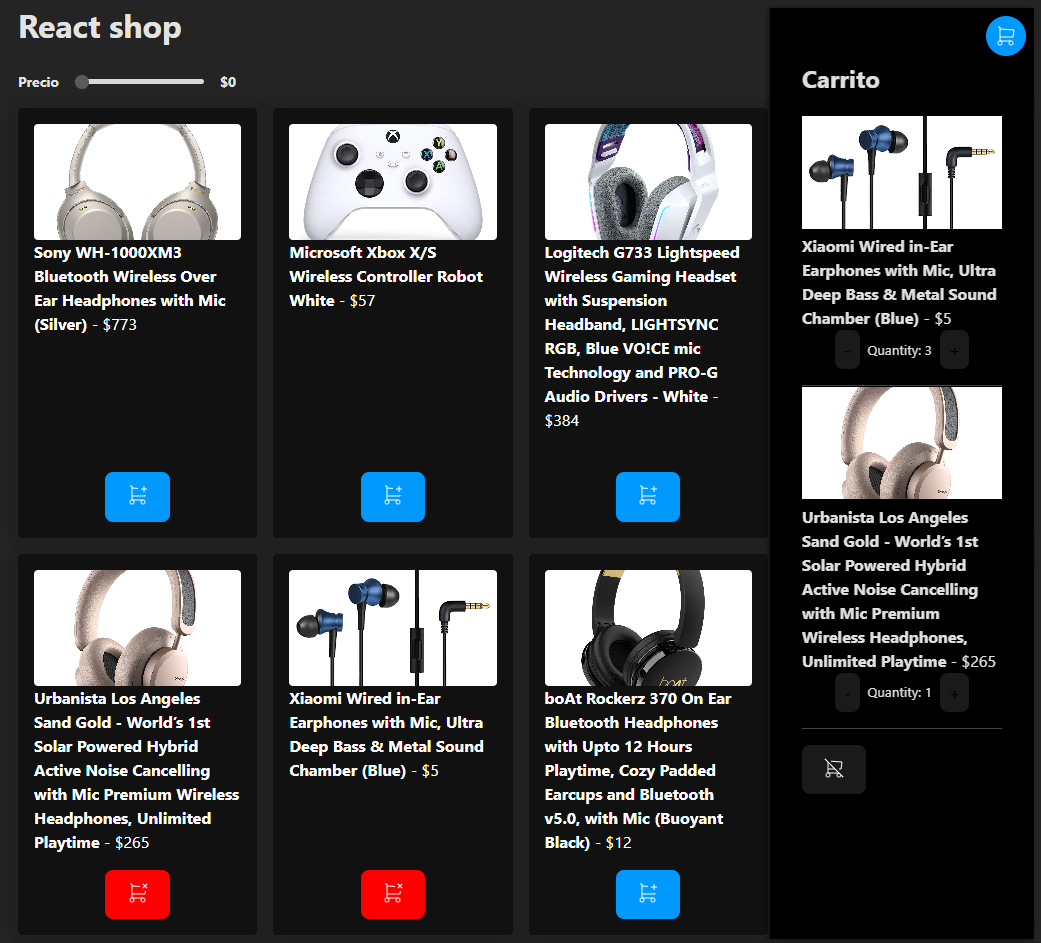 React shop
Precio $0
Sony WH-1000XM3
Bluetooth Wireless Over
Ear Headphones with Mic
(Silver) - $773
Microsoft Xbox X/S
Wireless Controller Robot
White - $57
Logitech G733 Lightspeed
Wireless Gaming Headset
with Suspension
Headband, LIGHTSYNC
RGB, Blue VO!CE mic
Technology and PRO-G
Audio Drivers - White -
$384
Urbanista Los Angeles
Sand Gold - World’s 1st
Solar Powered Hybrid
Active Noise Cancelling
with Mic Premium Wireless
Headphones, Unlimited
Playtime - $265
Xiaomi Wired in-Ear
Earphones with Mic, Ultra
Deep Bass & Metal Sound
Chamber (Blue) - $5
boAt
boAt Rockerz 370 On Ear
Bluetooth Headphones
with Upto 12 Hours
Playtime, Cozy Padded
Earcups and Bluetooth
v5.0, with Mic (Buoyant
Black) - $12
Carrito
Xiaomi Wired in-Ear
Earphones with Mic, Ultra
Deep Bass & Metal Sound
Chamber (Blue) - $5
- Quantity: 3 +
Urbanista Los Angeles
Sand Gold - World’s 1st
Solar Powered Hybrid
Active Noise Cancelling
with Mic Premium
Wireless Headphones,
Unlimited Playtime - $265
- Quantity: 1 +